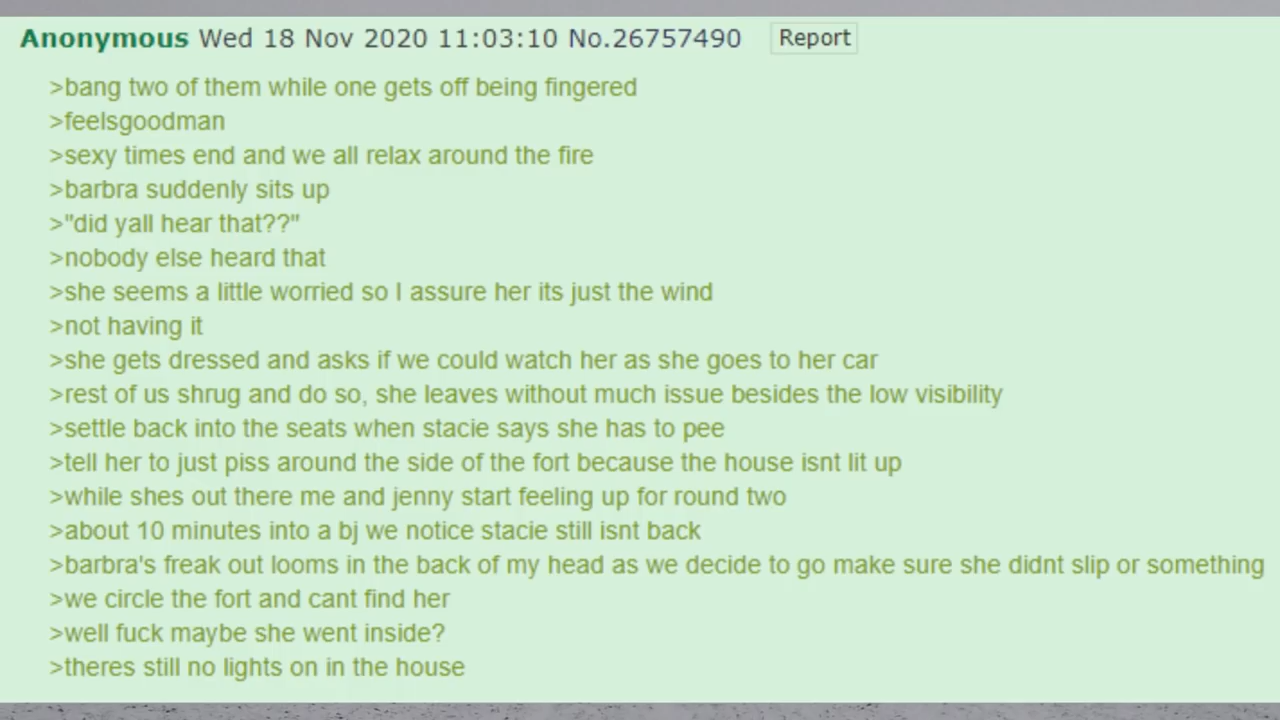 Anonymous Wed 18 Nov 2020 11:03:10 No.26757490 Report
>bang two of them while one gets off being fingered
>feelsgoodman
>sexy times end and we all relax around the fire
>barbra suddenly sits up
>"did yall hear that??"
>nobody else heard that
>she seems a little worried so I assure her its just the wind
>not having it
>she gets dressed and asks if we could watch her as she goes to her car
>rest of us shrug and do so, she leaves without much issue besides the low visibility
>settle back into the seats when stacie says she has to pee
>tell her to just piss around the side of the fort because the house isnt lit up
>while shes out there me and jenny start feeling up for round two
>about 10 minutes into a bj we notice stacie still isnt back
>barbra's freak out looms in the back of my head as we decide to go make sure she didnt slip or something
>we circle the fort and cant find her
>well fuck maybe she went inside?
>theres still no lights on in the house